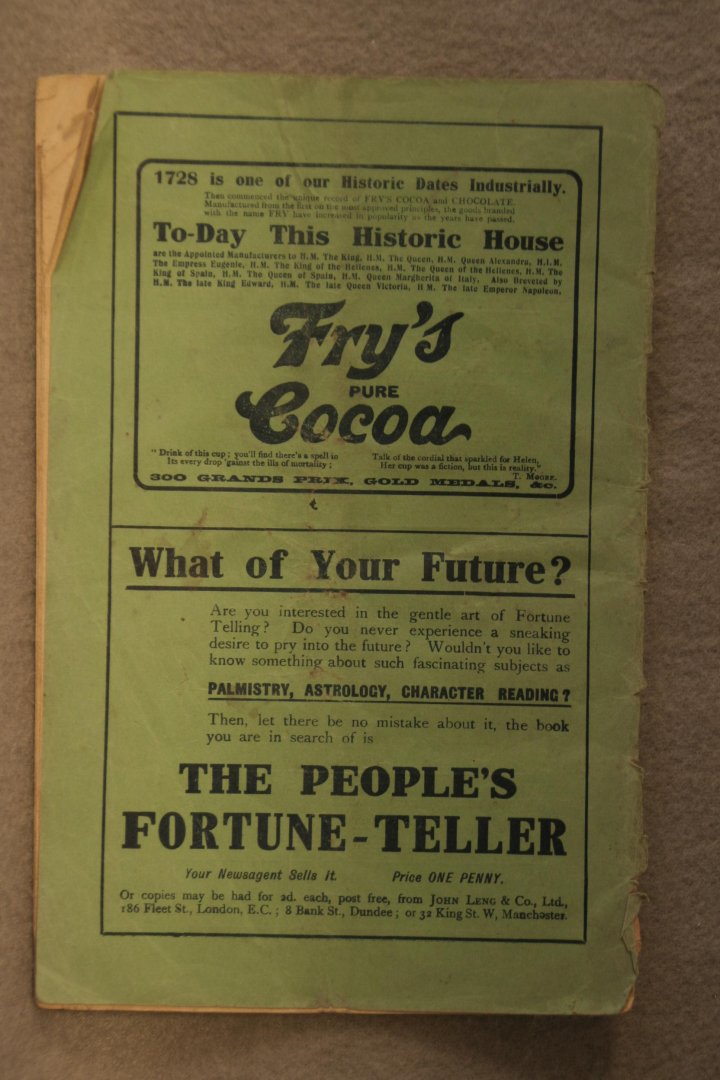 1728 is one of our Historic Dates Industrially.
Then commenced the unique record of FRY'S COCOA and CHOCOLATE.
Manufactured from the first on the most approved principles, the goods branded
with the name FRY have increased in popularity as the years have passed.
To-Day This Historic House
are the Appointed Manufacturers to H.M. The King, H.M. The Queen, H.M. Queen Alexandra, H.I.M.
The Empress Eugenie, H.M. The King of the Hellenes, H.M. The Queen of the Hellenes, H.M. The
King of Spain, H.M. The Queen of Spain, H.M. Queen Margherita of Italy. Also Breveted by
H.M. The late King Edward, H.M. The late Queen Victoria, H.M. The late Emperor Napoleon.
Fry's
PURE
Cocoa
"Drink of this cup; you'll find there's a spell in
Its every drop 'gainst the ills of mortality;
Talk of the cordial that sparkled for Helen,
Her cup was a fiction, but this is reality."
T. Moore.
300 GRANDS PRIX, GOLD MEDALS, &c.
What of Your Future?
Are you interested in the gentle art of Fortune
Telling? Do you never experience a sneaking
desire to pry into the future? Wouldn't you like to
know something about such fascinating subjects as
PALMISTRY, ASTROLOGY, CHARACTER READING?
Then, let there be no mistake about it, the book
you are in search of is
THE PEOPLE'S
FORTUNE-TELLER
Your Newsagent Sells it. Price ONE PENNY.
Or copies may be had for 2d. each, post free, from JOHN LENG & Co., Ltd.,
186 Fleet St., London, E.C.; 8 Bank St., Dundee; or 32 King St. W, Manchester.